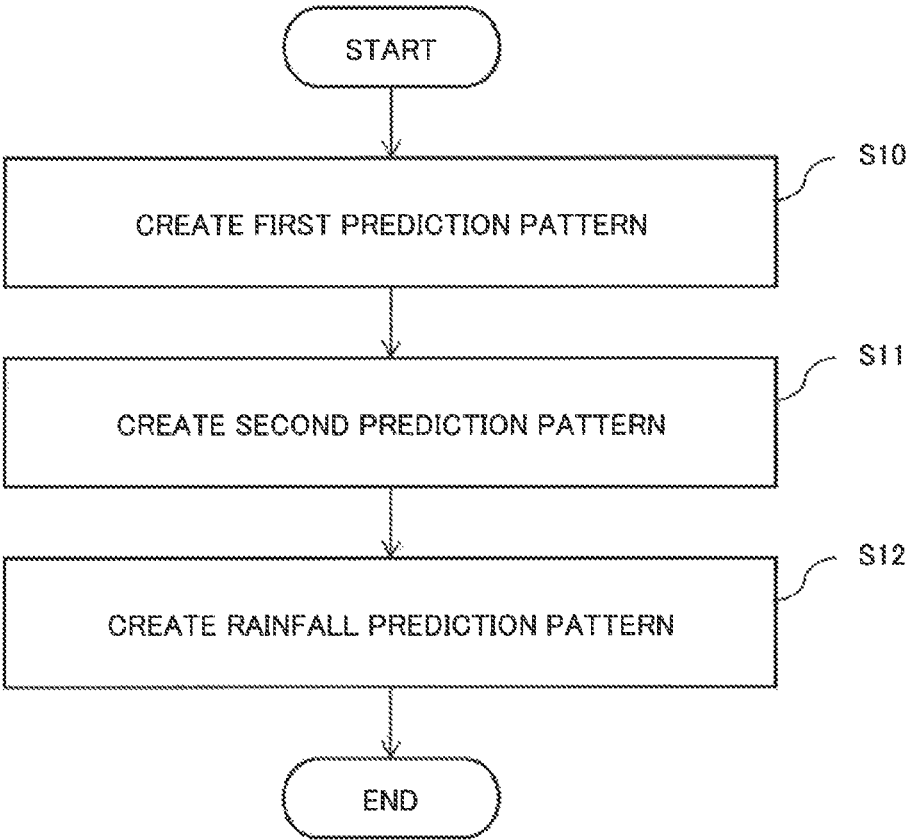 START
S10
CREATE FIRST PREDICTION PATTERN
S11
CREATE SECOND PREDICTION PATTERN
S12
CREATE RAINFALL PREDICTION PATTERN
END